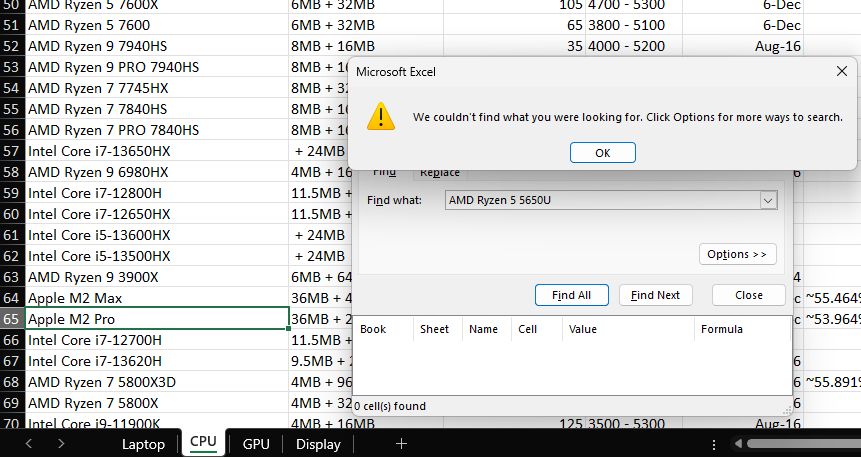 50 AMD Ryzen 5 7600X 6MB + 32MB 105 4700 - 5300 6-Dec
51 AMD Ryzen 5 7600 6MB + 32MB 65 3800 - 5100 6-Dec
52 AMD Ryzen 9 7940HS 8MB + 16MB 35 4000 - 5200 Aug-16
53 AMD Ryzen 9 PRO 7940HS 8MB + 16
54 AMD Ryzen 7 7745HX 8MB + 3
55 AMD Ryzen 7 7840HS 8MB + 16
56 AMD Ryzen 7 PRO 7840HS 8MB + 16
57 Intel Core i7-13650HX + 24MB
58 AMD Ryzen 9 6980HX 4MB + 16 6
59 Intel Core i7-12800H 11.5MB +
60 Intel Core i7-12650HX 11.5MB +
61 Intel Core i5-13600HX + 24MB
62 Intel Core i5-13500HX + 24MB
63 AMD Ryzen 9 3900X 6MB + 64 4
64 Apple M2 Max 36MB + 4 c ~55.464
65 Apple M2 Pro 36MB + 2 c ~53.964
66 Intel Core i7-12700H 11.5MB +
67 Intel Core i7-13620H 9.5MB + 6
68 AMD Ryzen 7 5800X3D 4MB + 96 6 ~55.891
69 AMD Ryzen 7 5800X 4MB + 32 6
70 Intel Core i9-11900K 4MB + 16MB 125 3500 - 5300 Aug-16
Microsoft Excel
We couldn't find what you were looking for. Click Options for more ways to search.
OK
Find Replace
Find what: AMD Ryzen 5 5650U
Options >>
Find All Find Next Close
Book Sheet Name Cell Value Formula
0 cell(s) found
Laptop CPU GPU Display +